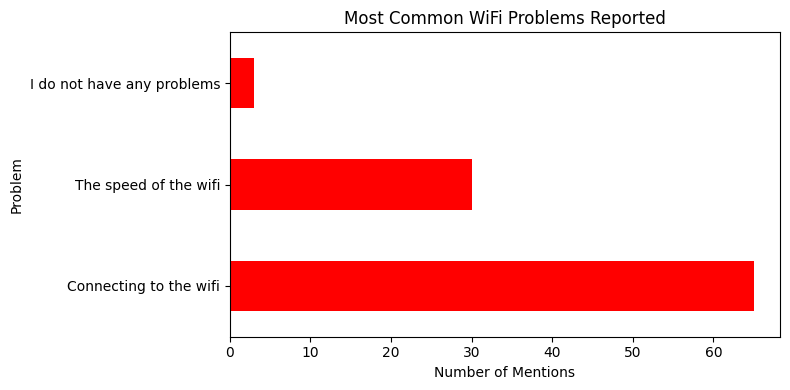 Most Common WiFi Problems Reported
I do not have any problems
The speed of the wifi
Connecting to the wifi
Problem
0 10 20 30 40 50 60
Number of Mentions